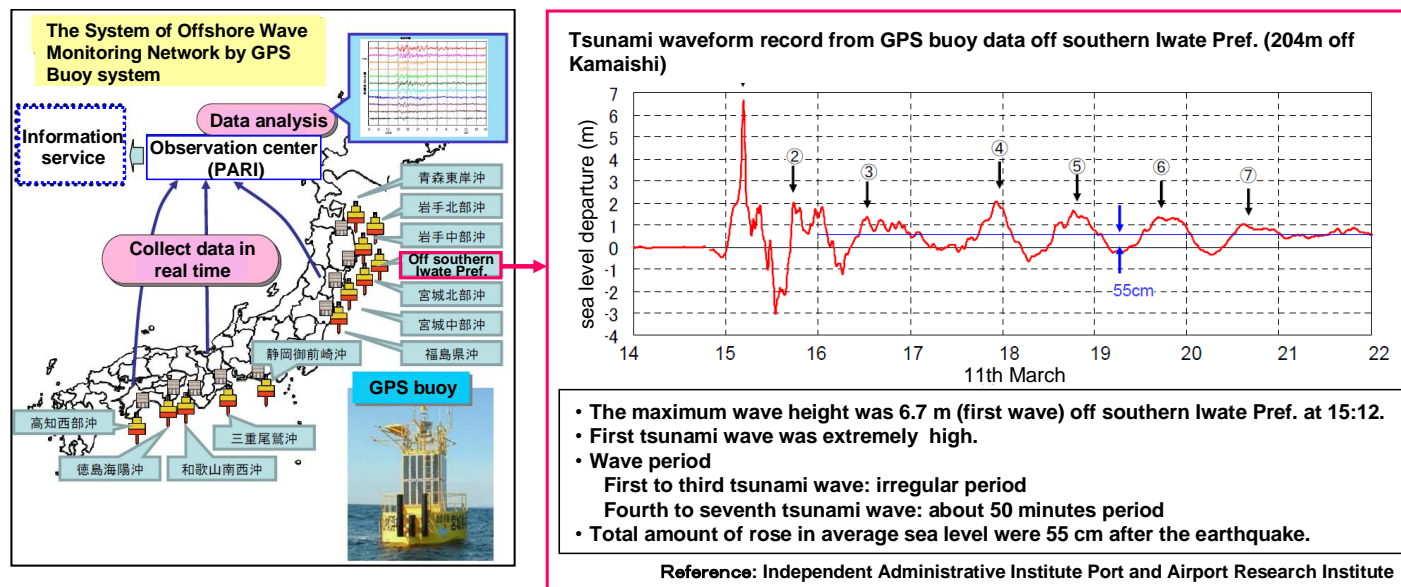 The System of Offshore Wave
Monitoring Network by GPS
Buoy system
Data analysis
Information
service
Observation center
(PARI)
Collect data in
real time
青森東岸沖
岩手北部沖
岩手中部沖
Off southern
Iwate Pref.
宮城北部沖
宮城中部沖
福島県沖
静岡御前崎沖
GPS buoy
高知西部沖
三重尾鷲沖
徳島海陽沖
和歌山南西沖
Tsunami waveform record from GPS buoy data off southern Iwate Pref. (204m off
Kamaishi)
sea level departure (m)
7
6
5
4
3
2
1
0
-1
-2
-3
-4
② ③ ④ ⑤ ⑥ ⑦
55cm
14 15 16 17 18 19 20 21 22
11th March
・The maximum wave height was 6.7 m (first wave) off southern Iwate Pref. at 15:12.
・First tsunami wave was extremely high.
・Wave period
First to third tsunami wave: irregular period
Fourth to seventh tsunami wave: about 50 minutes period
・Total amount of rose in average sea level were 55 cm after the earthquake.
Reference: Independent Administrative Institute Port and Airport Research Institute